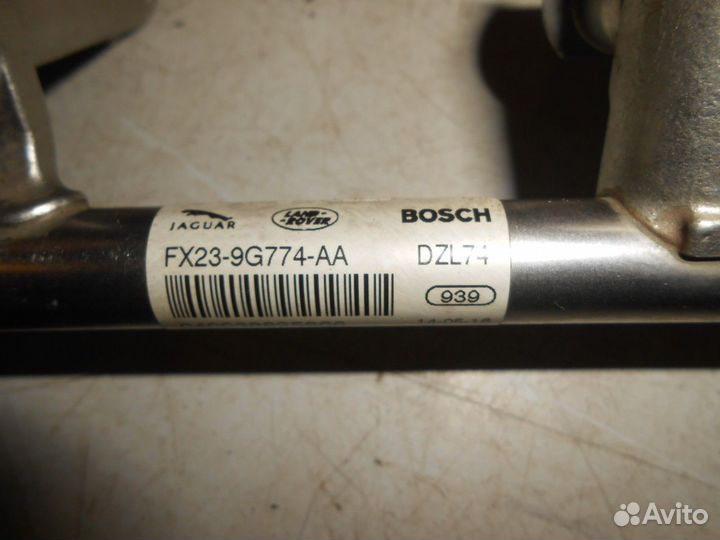 JAGUAR
LAND-
-ROVER
BOSCH
FX23-9G774-AA
DZL74
939
Avito